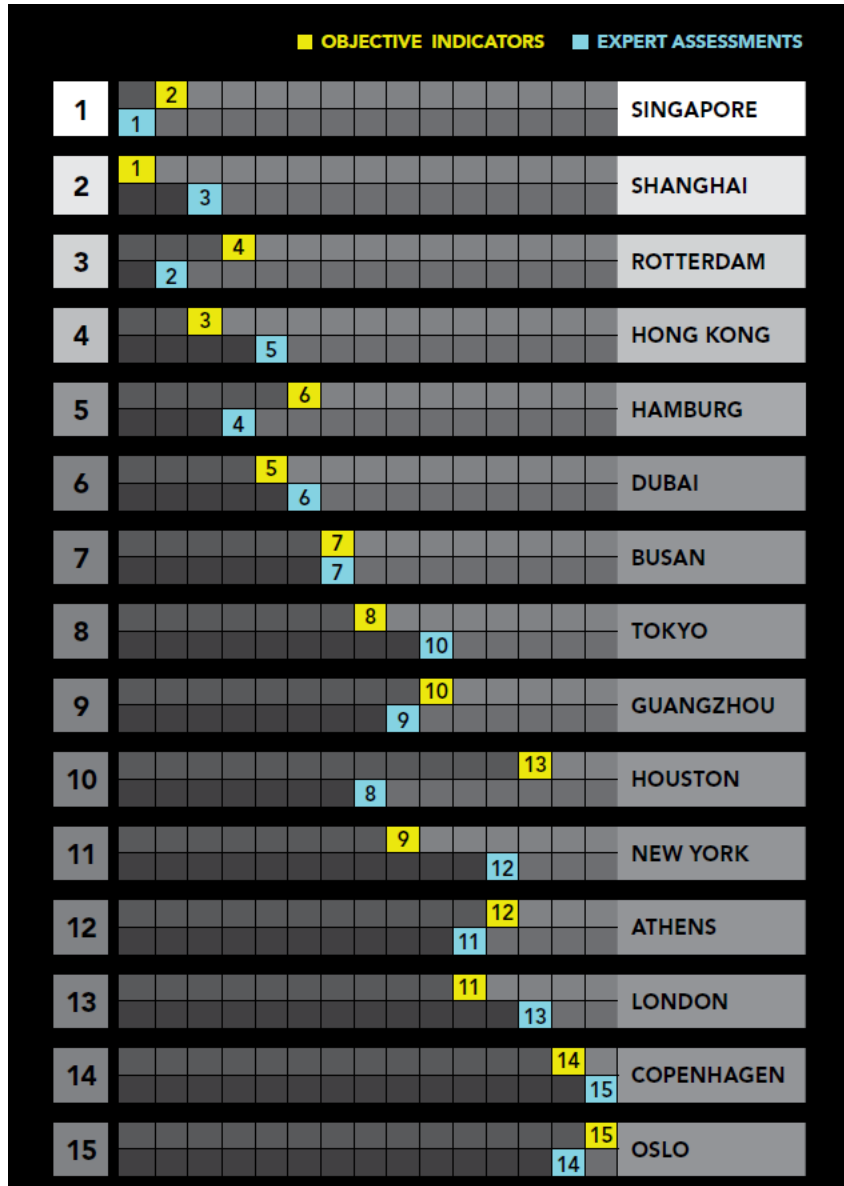 OBJECTIVE INDICATORS EXPERT ASSESSMENTS
2
1 SINGAPORE
1
1
2 SHANGHAI
3
4
3 ROTTERDAM
2
3
4 HONG KONG
5
6
5 HAMBURG
4
5
6 DUBAI
6
7
7 BUSAN
7
8
8 TOKYO
10
10
9 GUANGZHOU
9
13
10 HOUSTON
8
9
11 NEW YORK
12
12
12 ATHENS
11
11
13 LONDON
13
14
14 COPENHAGEN
15
15
15 OSLO
14